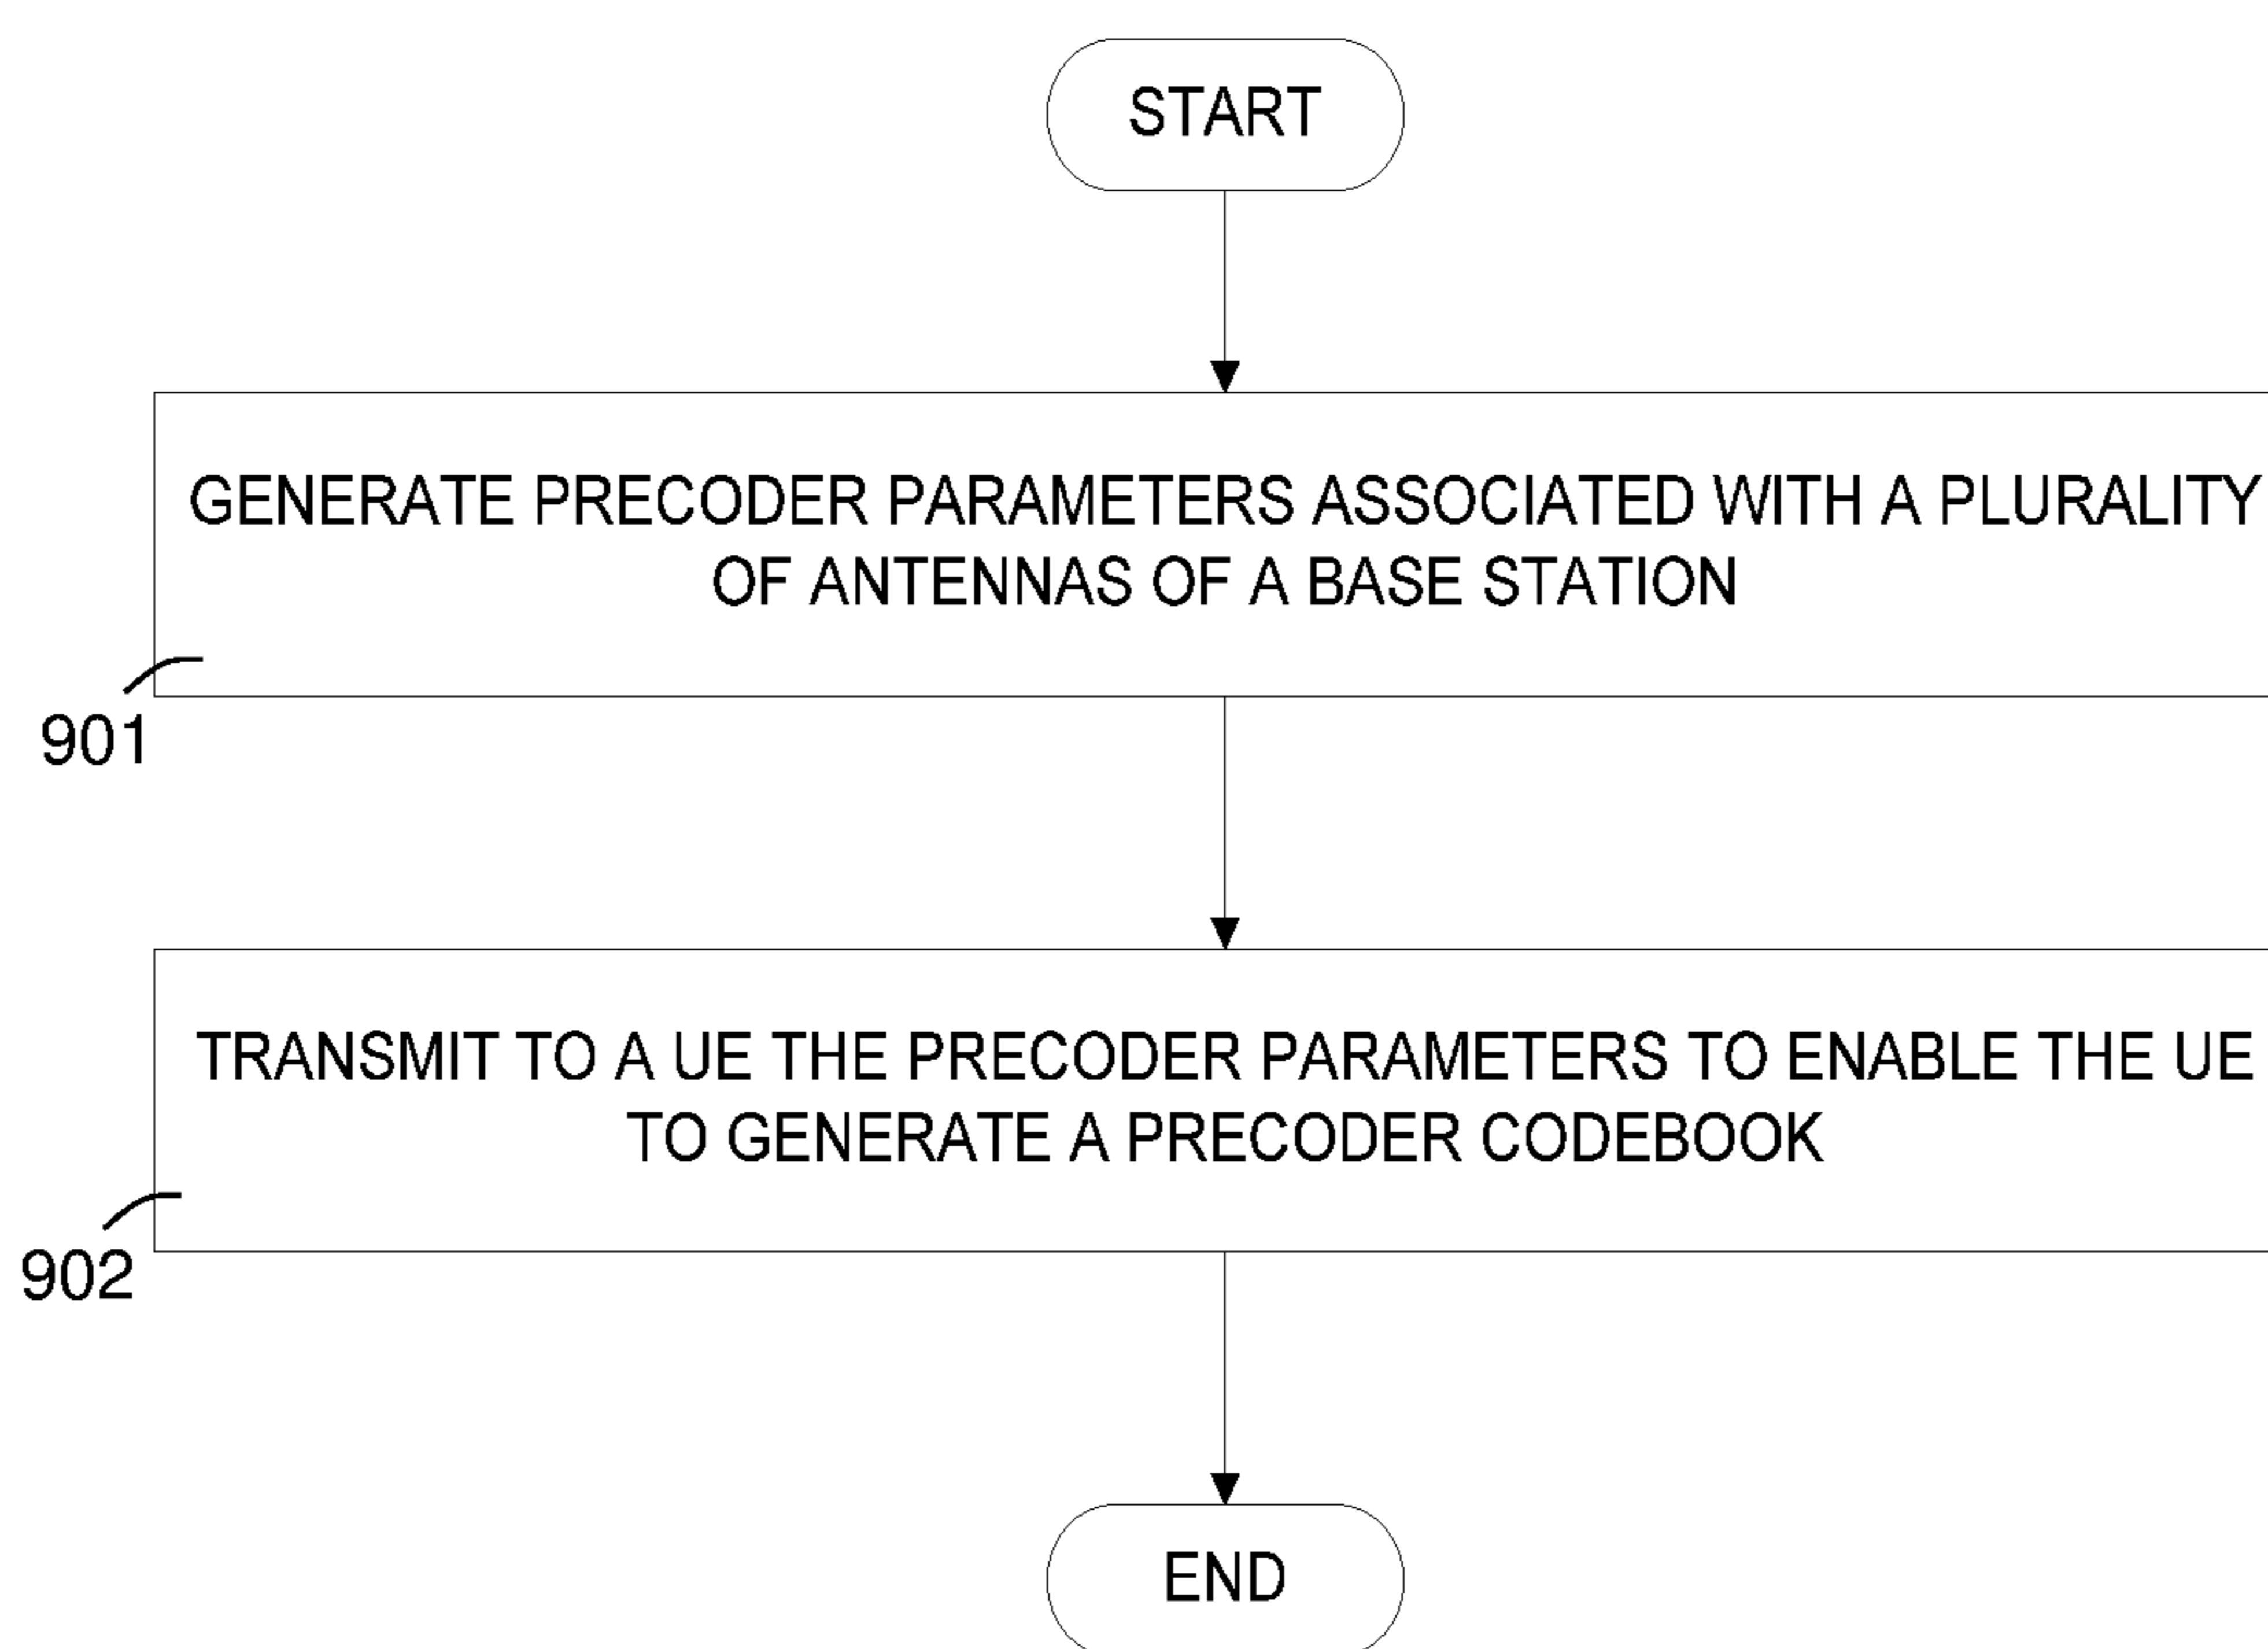 START
GENERATE PRECODER PARAMETERS ASSOCIATED WITH A PLURALITY
OF ANTENNAS OF A BASE STATION
901
TRANSMIT TO A UE THE PRECODER PARAMETERS TO ENABLE THE UE
TO GENERATE A PRECODER CODEBOOK
902
END